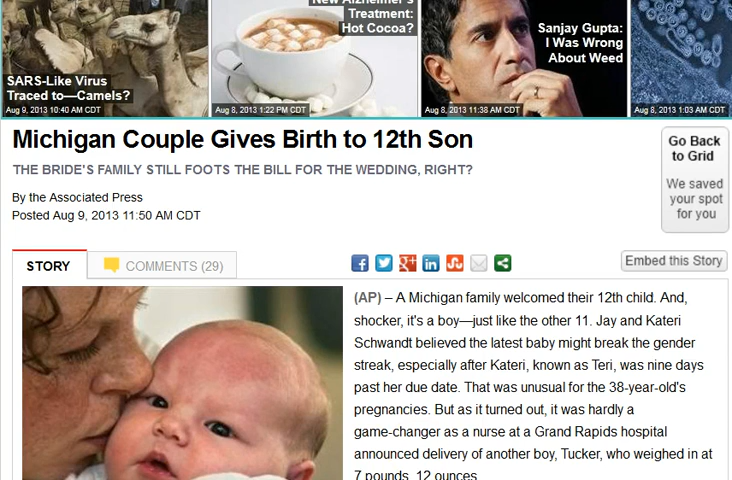 New Alzheimer's
Treatment:
Hot Cocoa?
Sanjay Gupta:
I Was Wrong
About Weed
SARS-Like Virus
Traced to—Camels?
Aug 9, 2013 10:40 AM CDT
Aug 8, 2013 1:22 PM CDT
Aug 8, 2013 11:38 AM CDT
Aug 8, 2013 1:03 AM CDT
Michigan Couple Gives Birth to 12th Son
THE BRIDE'S FAMILY STILL FOOTS THE BILL FOR THE WEDDING, RIGHT?
By the Associated Press
Posted Aug 9, 2013 11:50 AM CDT
Go Back
to Grid
We saved
your spot
for you
STORY
COMMENTS (29)
Embed this Story
(AP) – A Michigan family welcomed their 12th child. And,
shocker, it's a boy—just like the other 11. Jay and Kateri
Schwandt believed the latest baby might break the gender
streak, especially after Kateri, known as Teri, was nine days
past her due date. That was unusual for the 38-year-old's
pregnancies. But as it turned out, it was hardly a
game-changer as a nurse at a Grand Rapids hospital
announced delivery of another boy, Tucker, who weighed in at
7 pounds, 12 ounces